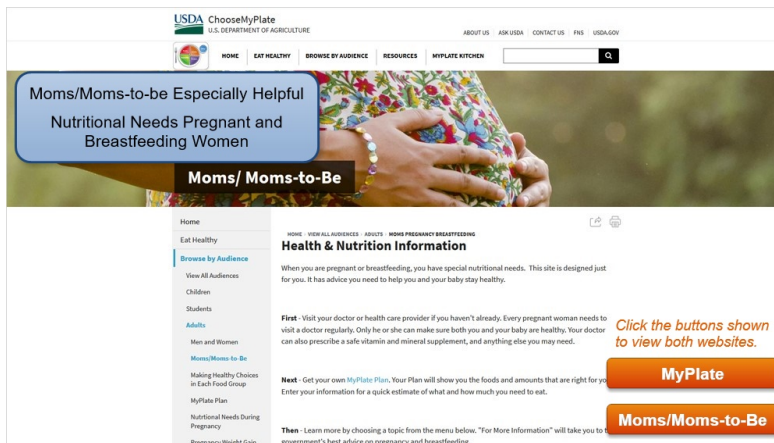 USDA ChooseMyPlate
U.S. DEPARTMENT OF AGRICULTURE
ABOUT US ASK USDA CONTACT US FNS USDA.GOV
HOME EAT HEALTHY BROWSE BY AUDIENCE RESOURCES MYPLATE KITCHEN
Moms/Moms-to-be Especially Helpful
Nutritional Needs Pregnant and
Breastfeeding Women
Moms/ Moms-to-Be
Home
Eat Healthy
Browse by Audience
View All Audiences
Children
Students
Adults
Men and Women
Moms/Moms-to-Be
Making Healthy Choices
in Each Food Group
MyPlate Plan
Nutritional Needs During
Pregnancy
Pregnancy Weight Gain
HOME VIEW ALL AUDIENCES ADULTS MOMS PREGNANCY BREASTFEEDING
Health & Nutrition Information
When you are pregnant or breastfeeding, you have special nutritional needs. This site is designed just
for you. It has advice you need to help you and your baby stay healthy.
First - Visit your doctor or health care provider if you haven't already. Every pregnant woman needs to
visit a doctor regularly. Only he or she can make sure both you and your baby are healthy. Your doctor
can also prescribe a safe vitamin and mineral supplement, and anything else you may need.
Next - Get your own MyPlate Plan. Your Plan will show you the foods and amounts that are right for yo
Enter your information for a quick estimate of what and how much you need to eat.
Then - Learn more by choosing a topic from the menu below. "For More Information" will take you to t
government's best advice on pregnancy and breastfeeding.
Click the buttons shown
to view both websites.
MyPlate
Moms/Moms-to-Be